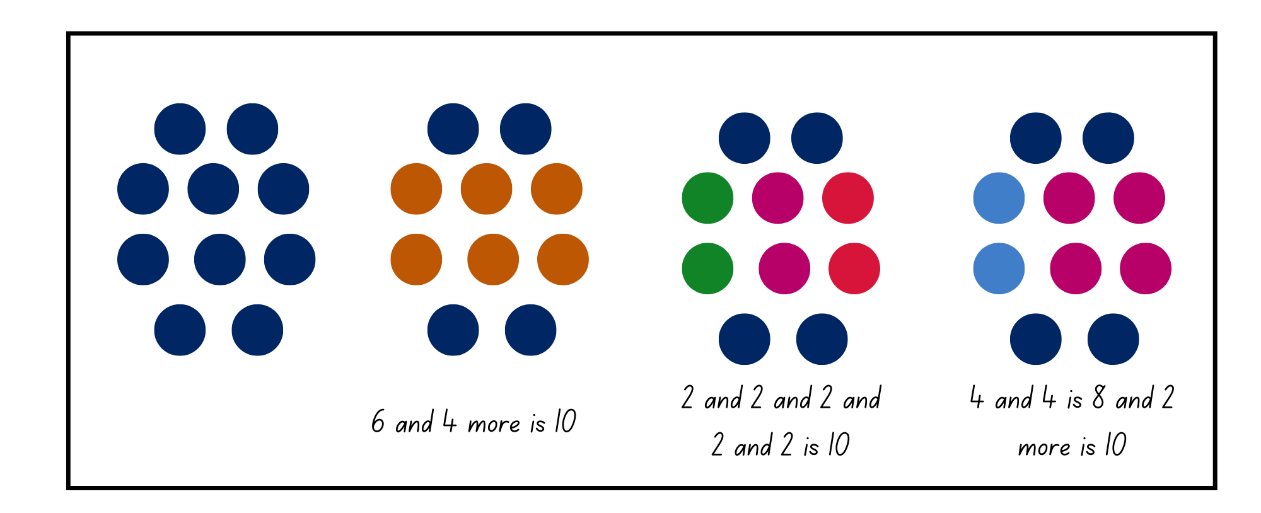 6 and 4 more is 10
2 and 2 and 2 and
2 and 2 is 10
4 and 4 is 8 and 2
more is 10